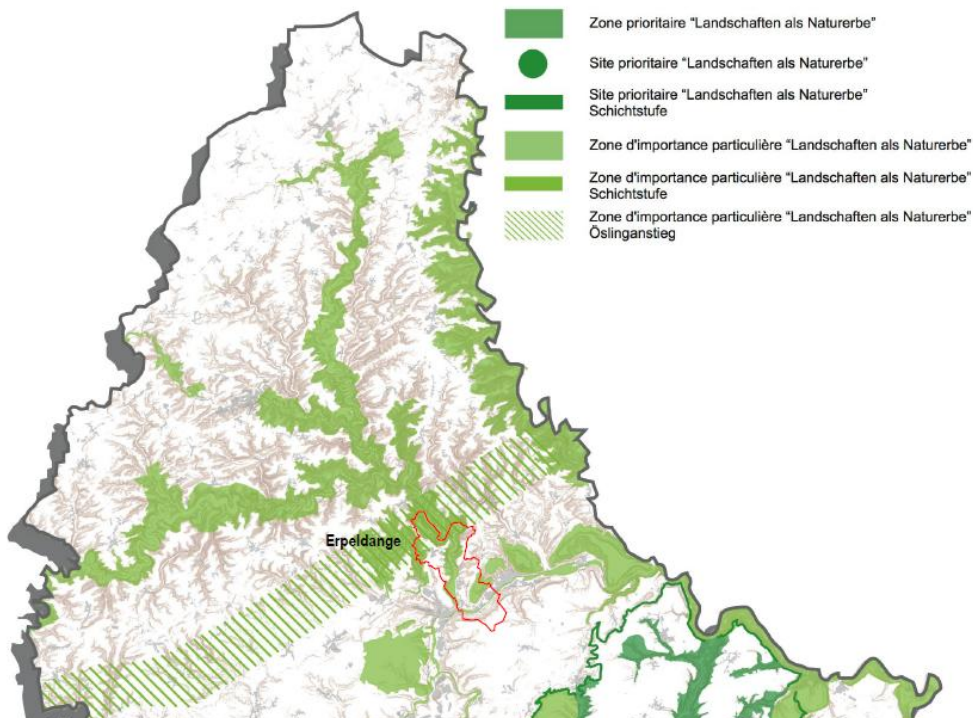 Zone prioritaire “Landschaften als Naturerbe”
Site prioritaire “Landschaften als Naturerbe”
Site prioritaire “Landschaften als Naturerbe”
Schichtstufe
Zone d'importance particulière “Landschaften als Naturerbe”
Zone d'importance particulière “Landschaften als Naturerbe”
Schichtstufe
Zone d'importance particulière “Landschaften als Naturerbe”
Öslinganstieg
Erpeldange